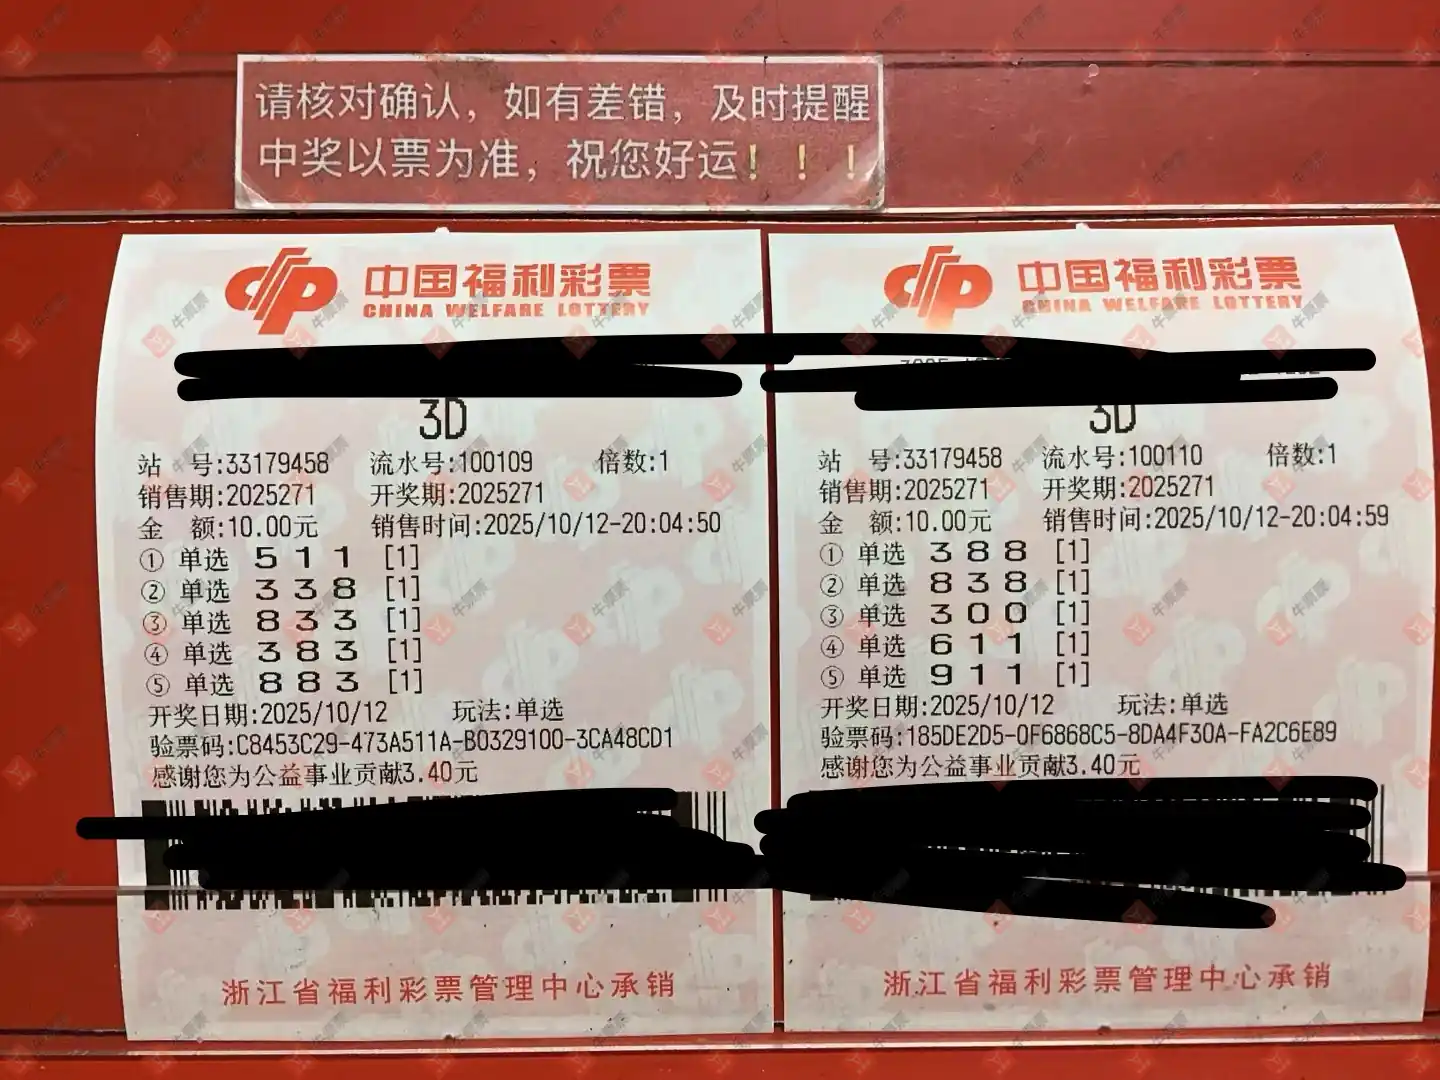 请核对确认，如有差错，及时提醒
中奖以票为准，祝您好运！！！
中国福利彩票
CHINA WELFARE LOTTERY
3D
站 号:33179458 流水号:100109 倍数:1
销售期:2025271 开奖期:2025271
金 额:10.00元 销售时间:2025/10/12-20:04:50
① 单选 5 1 1 [1]
② 单选 3 3 8 [1]
③ 单选 8 3 3 [1]
④ 单选 3 8 3 [1]
⑤ 单选 8 8 3 [1]
开奖日期:2025/10/12 玩法:单选
验票码:C8453C29-473A511A-B0329100-3CA48CD1
感谢您为公益事业贡献3.40元
浙江省福利彩票管理中心承销
中国福利彩票
CHINA WELFARE LOTTERY
3D
站 号:33179458 流水号:100110 倍数:1
销售期:2025271 开奖期:2025271
金 额:10.00元 销售时间:2025/10/12-20:04:59
① 单选 3 8 8 [1]
② 单选 8 3 8 [1]
③ 单选 3 0 0 [1]
④ 单选 6 1 1 [1]
⑤ 单选 9 1 1 [1]
开奖日期:2025/10/12 玩法:单选
验票码:185DE2D5-0F6868C5-8DA4F30A-FA2C6E89
感谢您为公益事业贡献3.40元
浙江省福利彩票管理中心承销